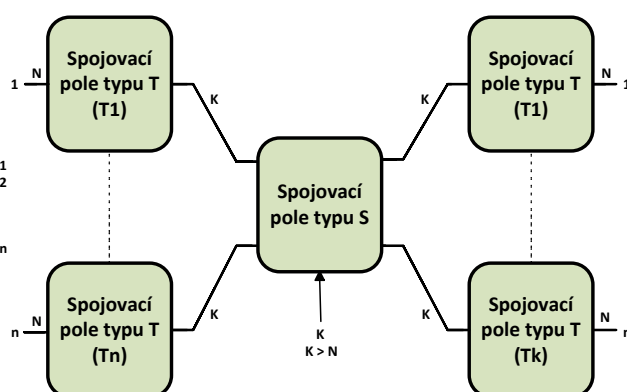 Spojovací
pole typu T
(T1)
Spojovací
pole typu T
(T1)
1
N
K
K
N
1
1
2
n
Spojovací
pole typu S
Spojovací
pole typu T
(Tn)
Spojovací
pole typu T
(Tk)
n
N
K
K
N
K
K > N